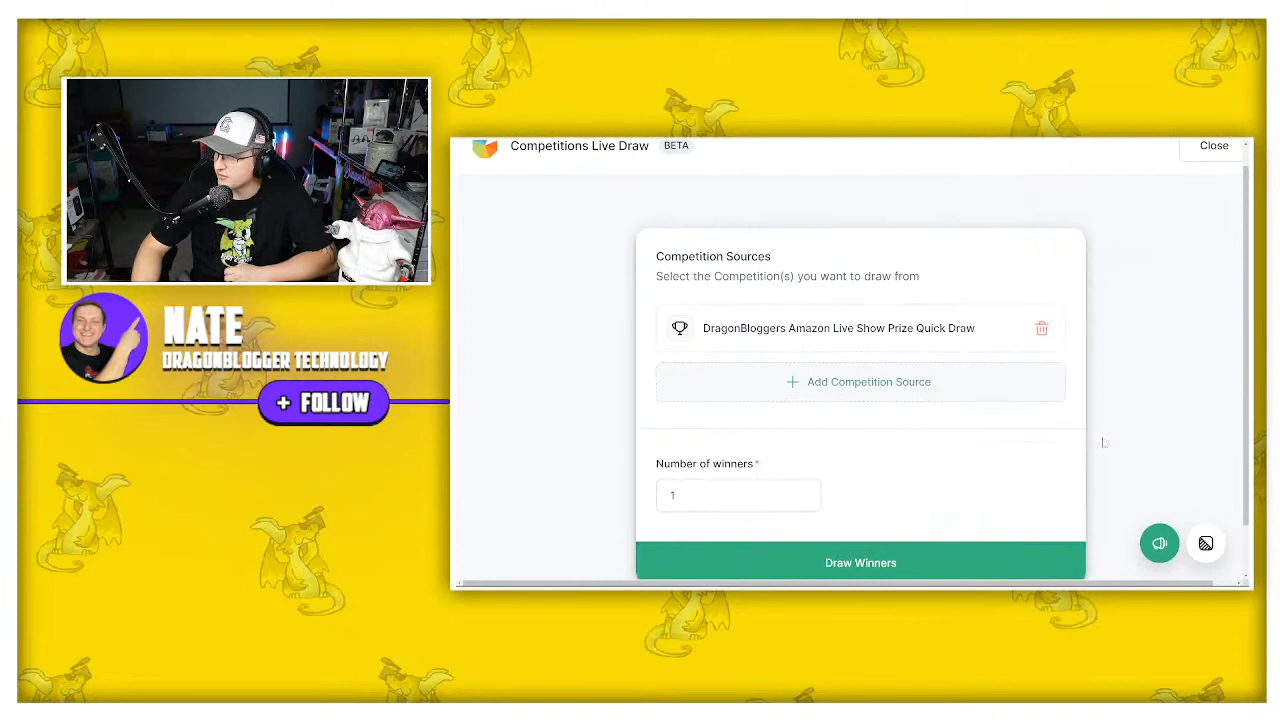 Competitions Live Draw BETA
Close
Competition Sources
Select the Competition(s) you want to draw from
DragonBloggers Amazon Live Show Prize Quick Draw
+ Add Competition Source
Number of winners*
1
Draw Winners
NATE
DRAGONBLOGGER TECHNOLOGY
+ FOLLOW